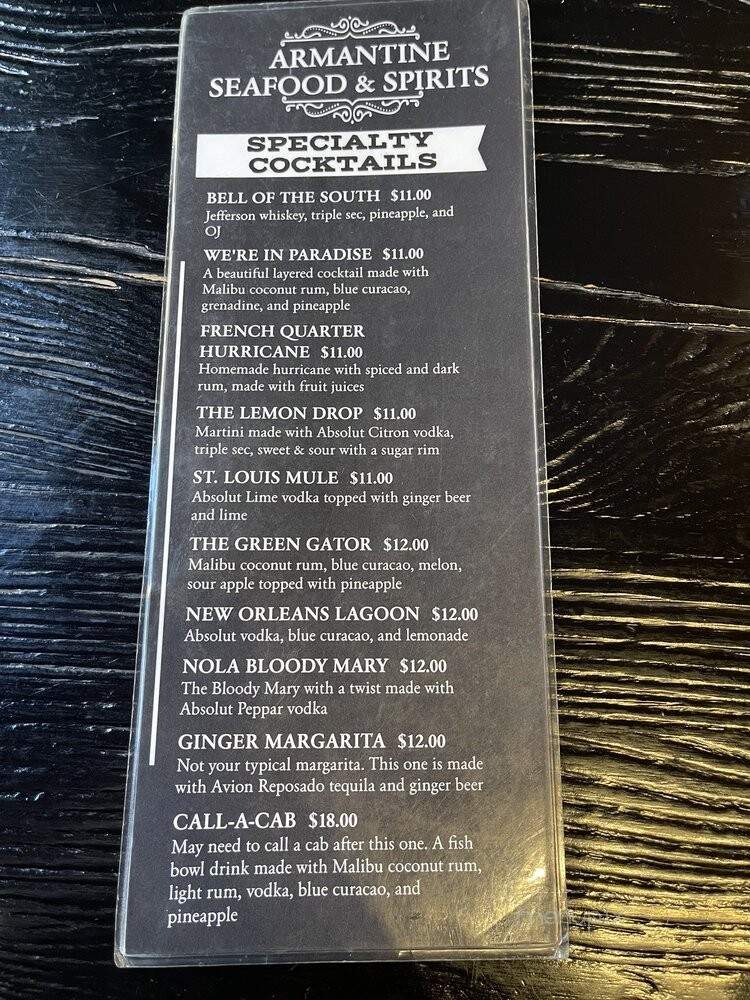 ARMANTINE
SEAFOOD & SPIRITS
SPECIALTY
COCKTAILS
BELL OF THE SOUTH $11.00
Jefferson whiskey, triple sec, pineapple, and
OJ
WE'RE IN PARADISE $11.00
A beautiful layered cocktail made with
Malibu coconut rum, blue curacao,
grenadine, and pineapple
FRENCH QUARTER
HURRICANE $11.00
Homemade hurricane with spiced and dark
rum, made with fruit juices
THE LEMON DROP $11.00
Martini made with Absolut Citron vodka,
triple sec, sweet & sour with a sugar rim
ST. LOUIS MULE $11.00
Absolut Lime vodka topped with ginger beer
and lime
THE GREEN GATOR $12.00
Malibu coconut rum, blue curacao, melon,
sour apple topped with pineapple
NEW ORLEANS LAGOON $12.00
Absolut vodka, blue curacao, and lemonade
NOLA BLOODY MARY $12.00
The Bloody Mary with a twist made with
Absolut Peppar vodka
GINGER MARGARITA $12.00
Not your typical margarita. This one is made
with Avion Reposado tequila and ginger beer
CALL-A-CAB $18.00
May need to call a cab after this one. A fish
bowl drink made with Malibu coconut rum,
light rum, vodka, blue curacao, and
pineapple